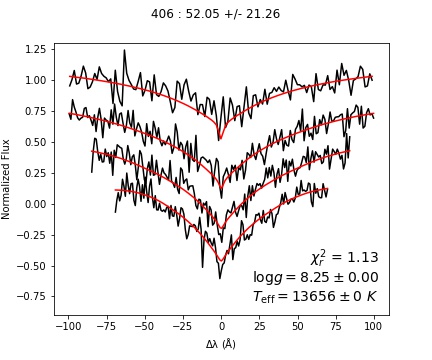 406 : 52.05 +/- 21.26
1.25
1.00
0.75
0.50
0.25
0.00
−0.25
−0.50
−0.75
Normalized Flux
χ²ᵣ = 1.13
logg = 8.25 ± 0.00
Teff = 13656 ± 0 K
−100 −75 −50 −25 0 25 50 75 100
Δλ (Å)